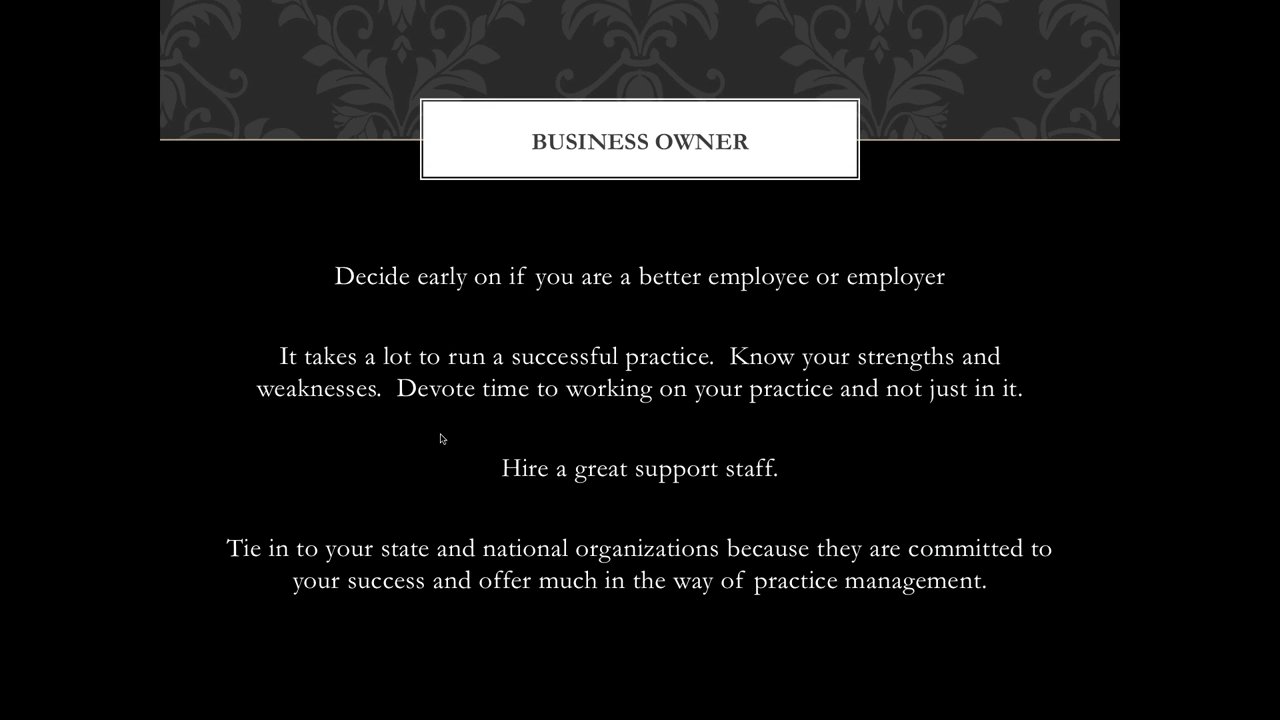 BUSINESS OWNER
Decide early on if you are a better employee or employer
It takes a lot to run a successful practice.  Know your strengths and
weaknesses.  Devote time to working on your practice and not just in it.
Hire a great support staff.
Tie in to your state and national organizations because they are committed to
your success and offer much in the way of practice management.